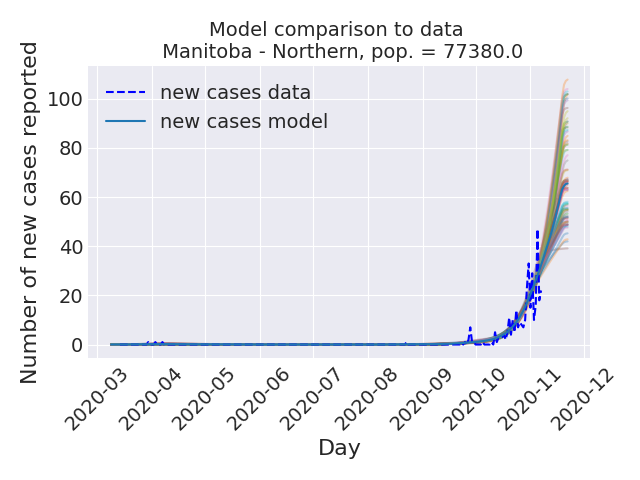 Model comparison to data
Manitoba - Northern, pop. = 77380.0
Number of new cases reported
100
80
60
40
20
0
new cases data
new cases model
2020-03
2020-04
2020-05
2020-06
2020-07
2020-08
2020-09
2020-10
2020-11
2020-12
Day